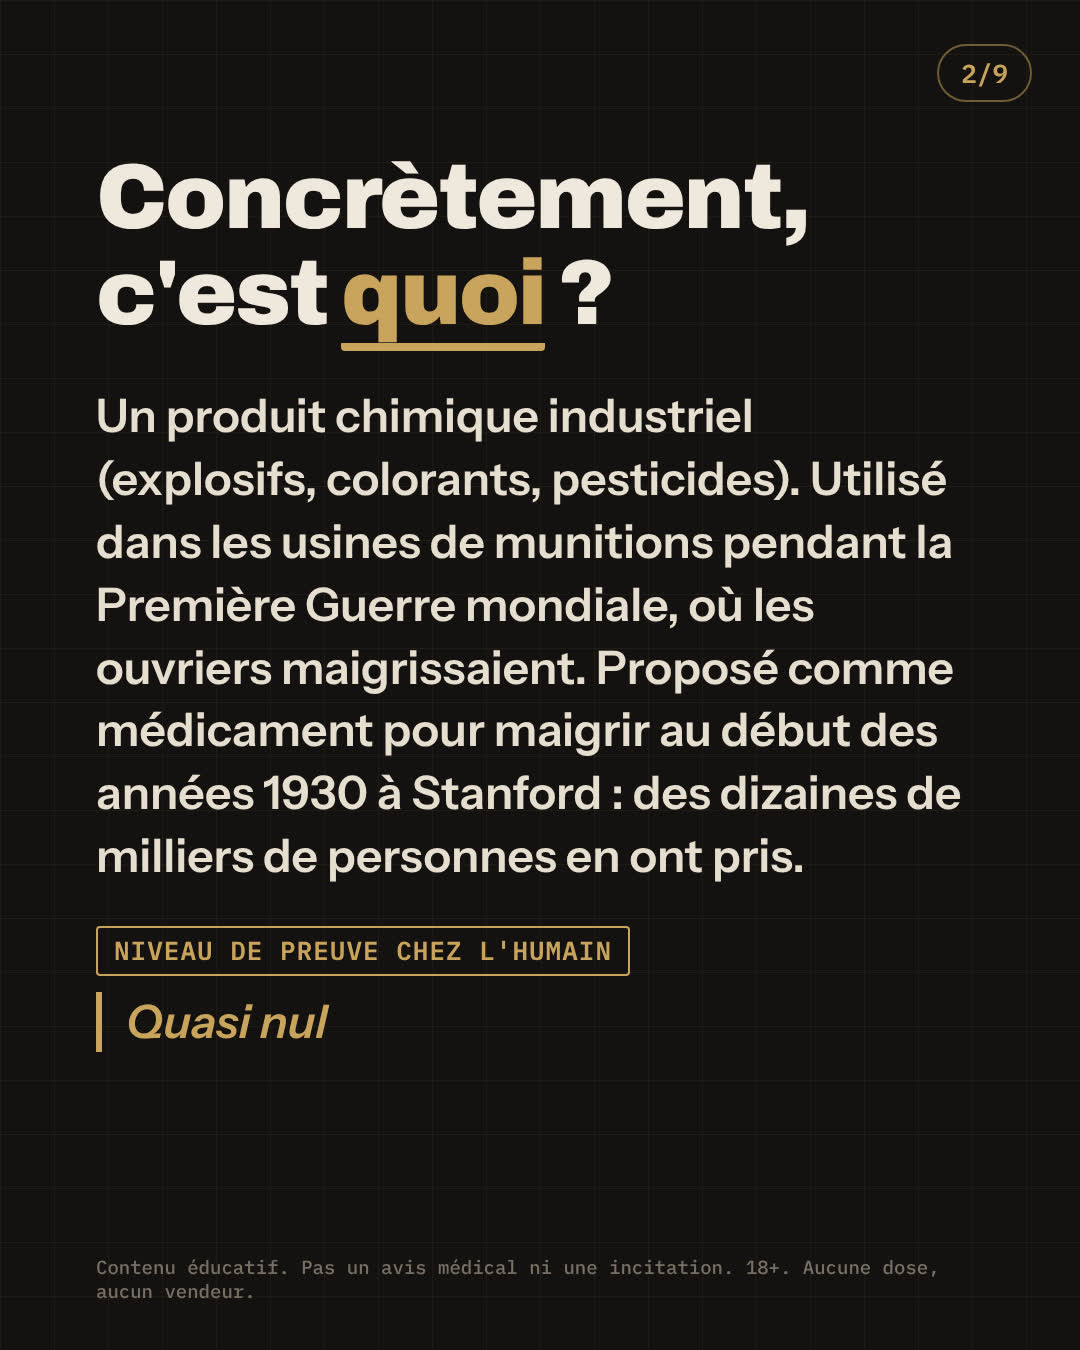 2/9
Concrètement,
c'est quoi ?
Un produit chimique industriel
(explosifs, colorants, pesticides). Utilisé
dans les usines de munitions pendant la
Première Guerre mondiale, où les
ouvriers maigrissaient. Proposé comme
médicament pour maigrir au début des
années 1930 à Stanford : des dizaines de
milliers de personnes en ont pris.
NIVEAU DE PREUVE CHEZ L'HUMAIN
Quasi nul
Contenu éducatif. Pas un avis médical ni une incitation. 18+. Aucune dose,
aucun vendeur.